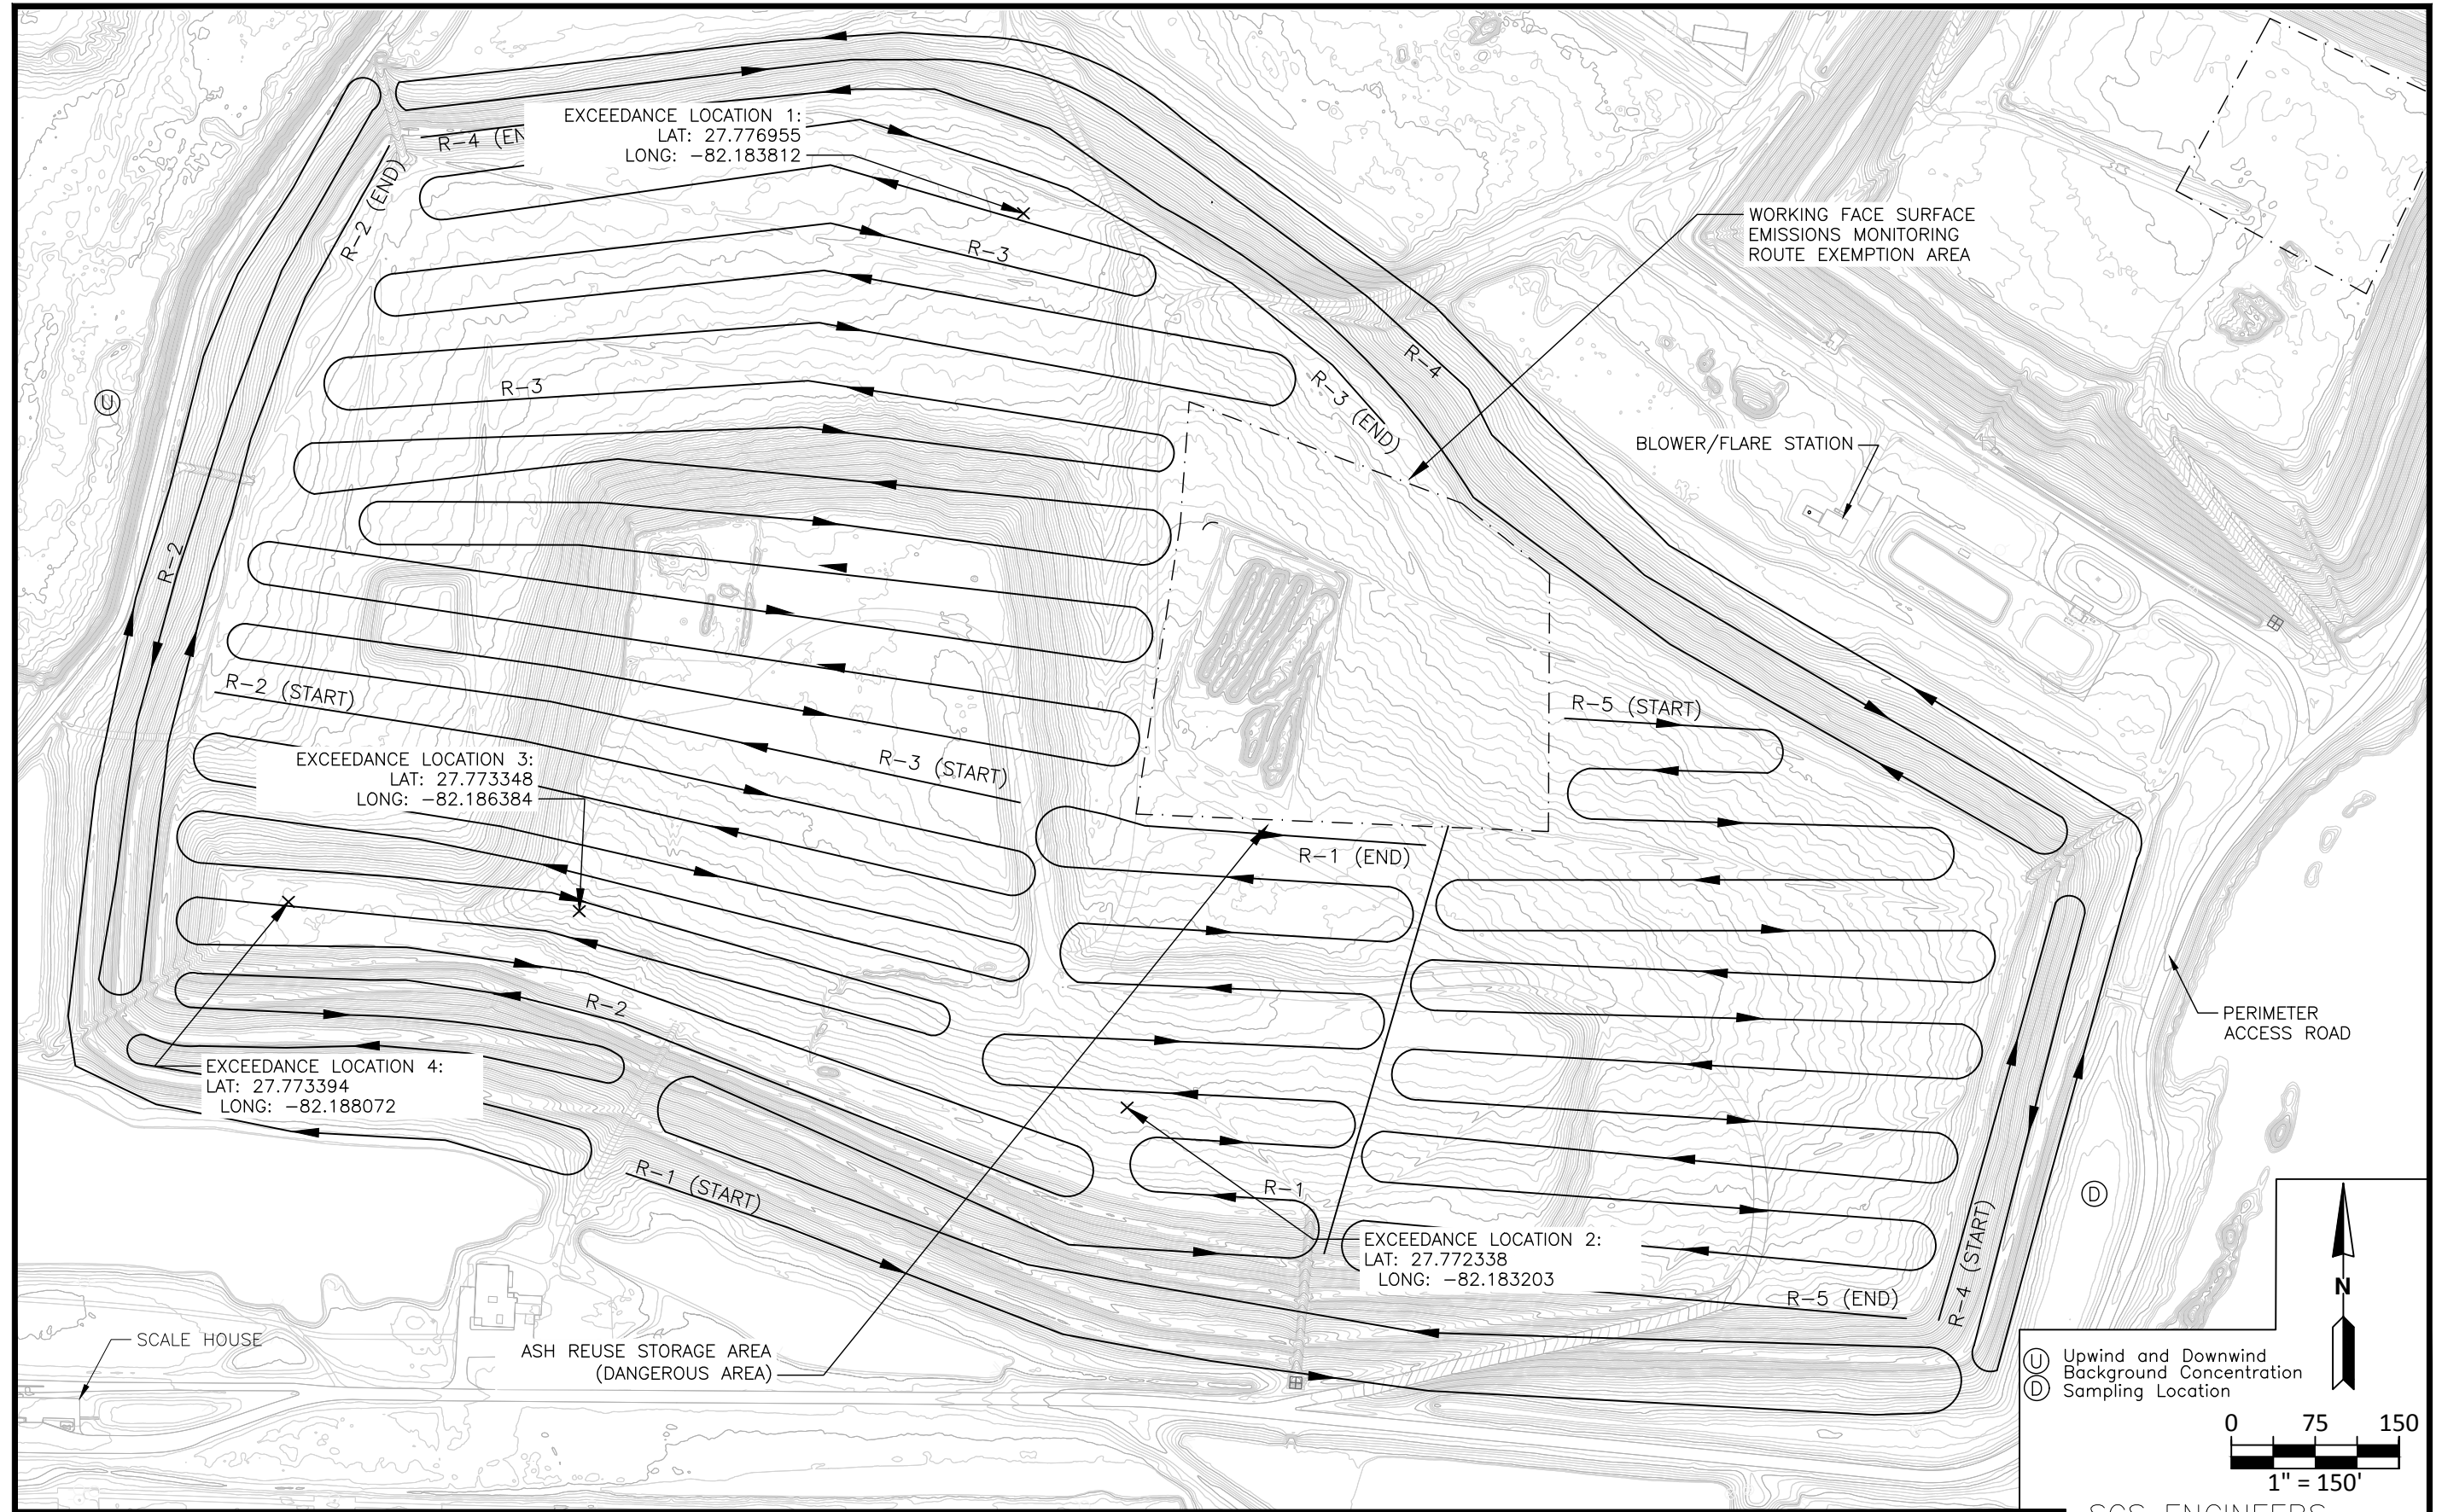 EXCEEDANCE LOCATION 1:
LAT: 27.776955
LONG: −82.183812
R−4 (EN
R−2 (END)
R−3
WORKING FACE SURFACE
EMISSIONS MONITORING
ROUTE EXEMPTION AREA
U
R−3
R−4
R−3 (END)
BLOWER/FLARE STATION
R−2
R−2 (START)
R−5 (START)
EXCEEDANCE LOCATION 3:
LAT: 27.773348
LONG: −82.186384
R−3 (START)
R−1 (END)
R−2
PERIMETER
ACCESS ROAD
EXCEEDANCE LOCATION 4:
LAT: 27.773394
LONG: −82.188072
R−1 (START)
R−1
D
EXCEEDANCE LOCATION 2:
LAT: 27.772338
LONG: −82.183203
R−4 (START)
R−5 (END)
N
SCALE HOUSE
ASH REUSE STORAGE AREA
(DANGEROUS AREA)
U Upwind and Downwind
Background Concentration
D Sampling Location
0 75 150
1" = 150'
SCS ENGINEERS